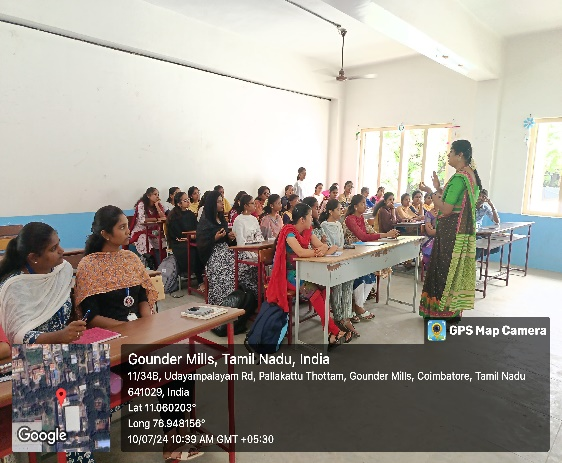 GPS Map Camera
Gounder Mills, Tamil Nadu, India
11/34B, Udayampalayam Rd, Pallakattu Thottam, Gounder Mills, Coimbatore, Tamil Nadu
641029, India
Lat 11.060203°
Long 76.948156°
10/07/24 10:39 AM GMT +05:30
Google